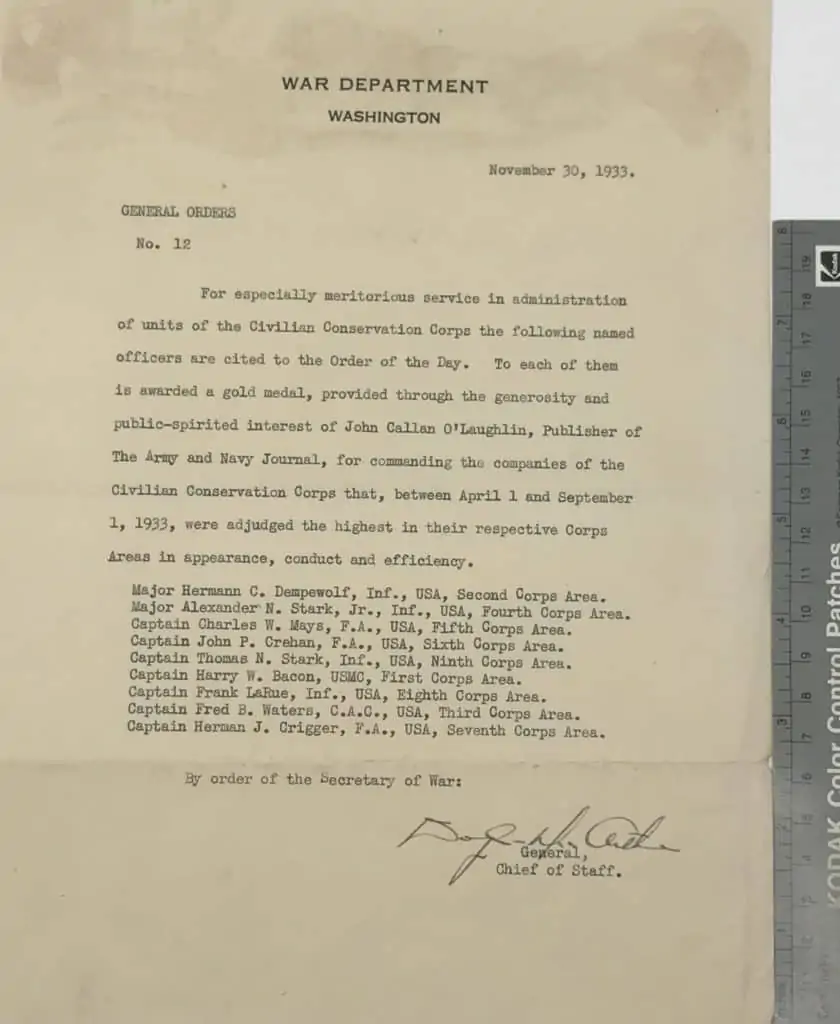 WAR DEPARTMENT
WASHINGTON
November 30, 1933.
GENERAL ORDERS
No. 12
For especially meritorious service in administration
of units of the Civilian Conservation Corps the following named
officers are cited to the Order of the Day. To each of them
is awarded a gold medal, provided through the generosity and
public-spirited interest of John Callan O'Laughlin, Publisher of
The Army and Navy Journal, for commanding the companies of the
Civilian Conservation Corps that, between April 1 and September
1, 1933, were adjudged the highest in their respective Corps
Areas in appearance, conduct and efficiency.
Major Hermann C. Dempewolf, Inf., USA, Second Corps Area.
Major Alexander N. Stark, Jr., Inf., USA, Fourth Corps Area.
Captain Charles W. Mays, F.A., USA, Fifth Corps Area.
Captain John P. Crehan, F.A., USA, Sixth Corps Area.
Captain Thomas N. Stark, Inf., USA, Ninth Corps Area.
Captain Harry W. Bacon, USMC, First Corps Area.
Captain Frank LaRue, Inf., USA, Eighth Corps Area.
Captain Fred B. Waters, C.A.C., USA, Third Corps Area.
Captain Herman J. Crigger, F.A., USA, Seventh Corps Area.
By order of the Secretary of War:
General,
Chief of Staff.
KODAK Color Control Patches
Kodak